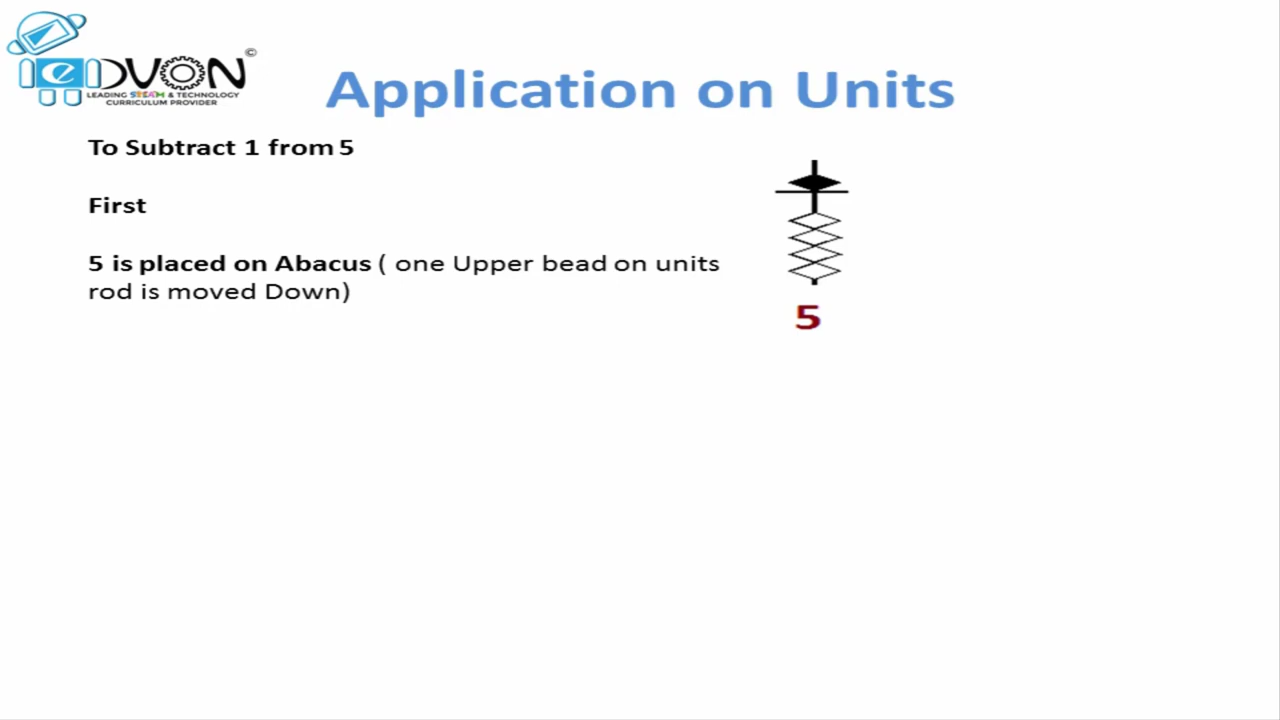 ©
eDVON
LEADING STEAM & TECHNOLOGY
CURRICULUM PROVIDER
Application on Units
To Subtract 1 from 5
First
5 is placed on Abacus ( one Upper bead on units
rod is moved Down)
5